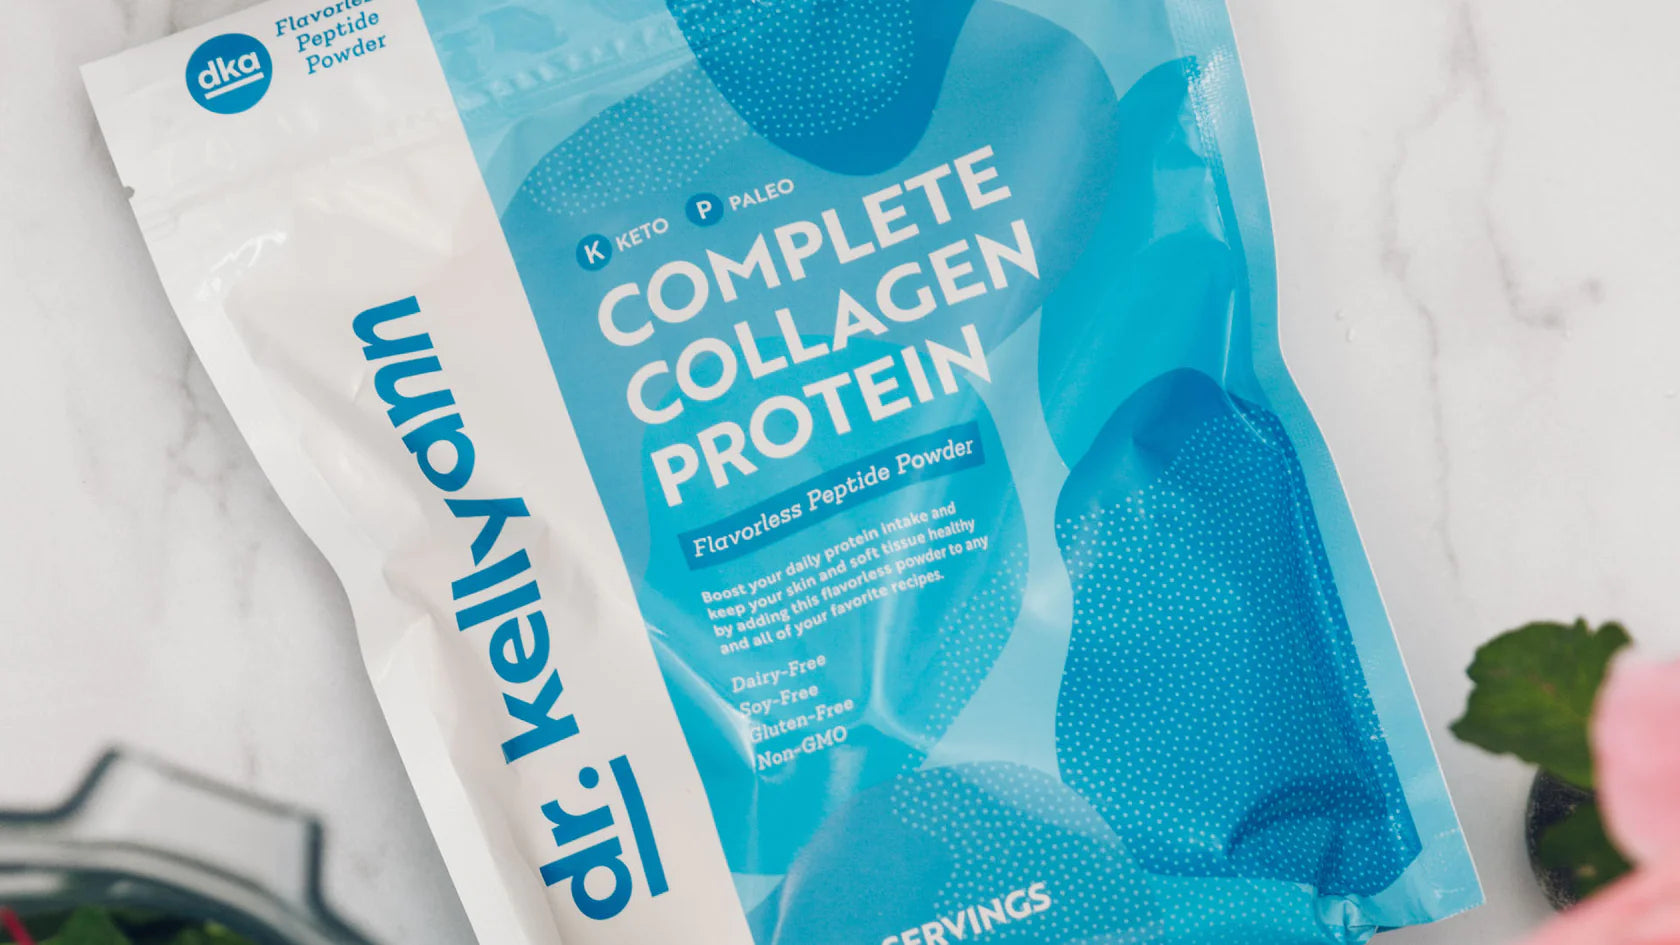 dka
Flavorless
Peptide
Powder
dr. kellyann
K KETO P PALEO
COMPLETE
COLLAGEN
PROTEIN
Flavorless Peptide Powder
Boost your daily protein intake and
keep your skin and soft tissue healthy
by adding this flavorless powder to any
and all of your favorite recipes.
Dairy-Free
Soy-Free
Gluten-Free
Non-GMO
SERVINGS